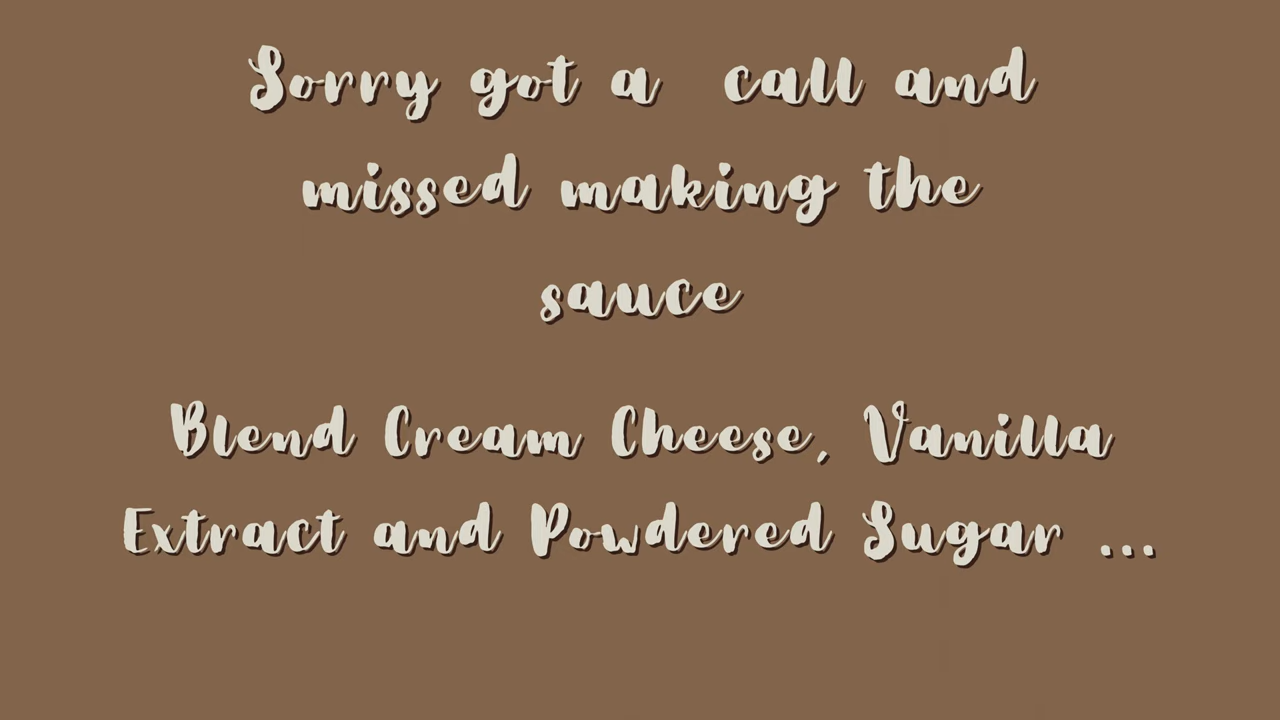 Sorry got a call and
missed making the
sauce
Blend Cream Cheese, Vanilla
Extract and Powdered Sugar ...